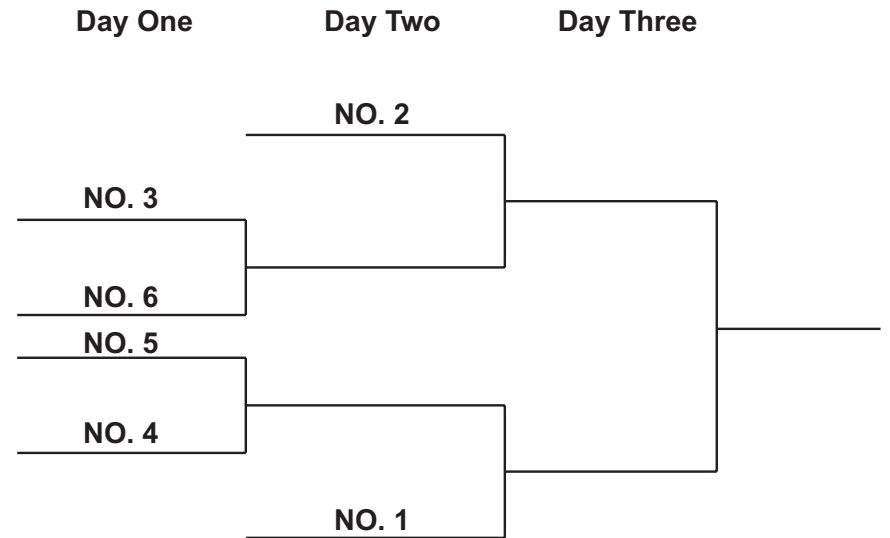 Day One Day Two Day Three
NO. 2
NO. 3
NO. 6
NO. 5
NO. 4
NO. 1